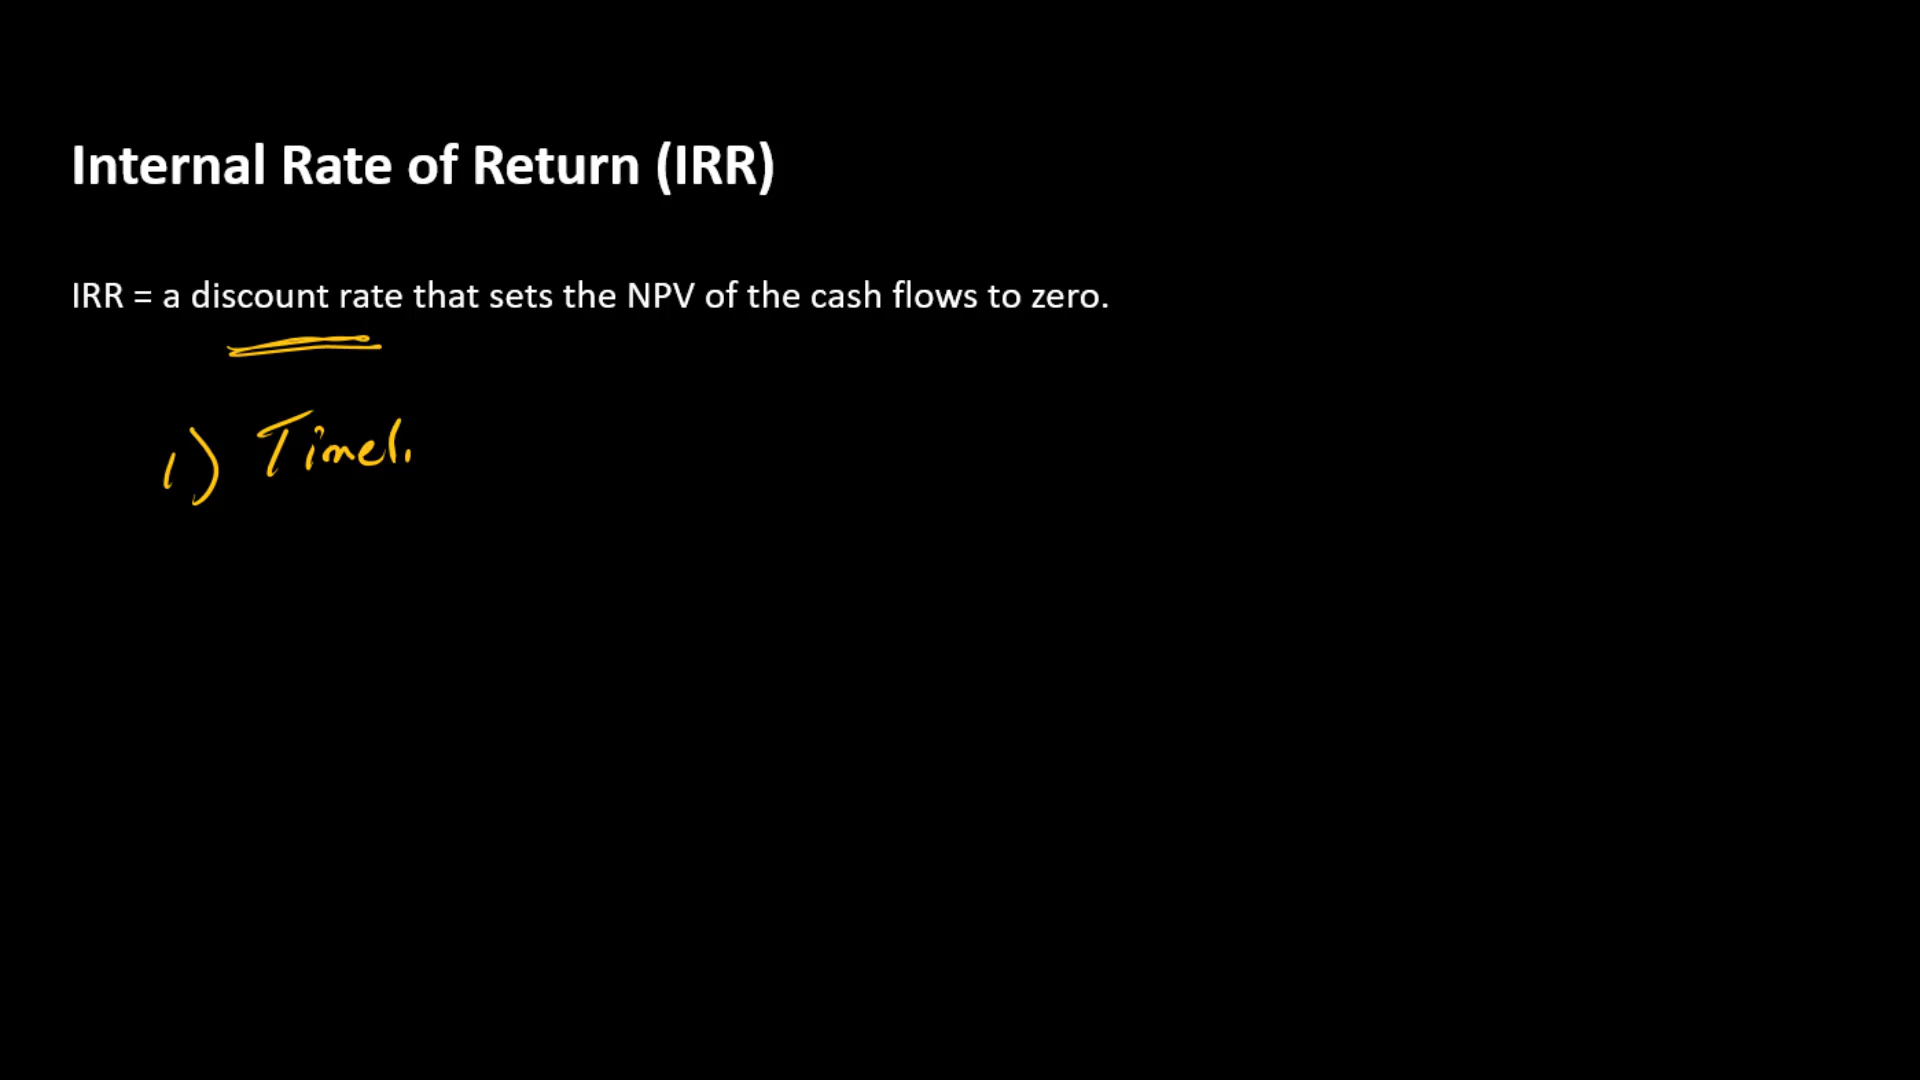 Internal Rate of Return (IRR)
IRR = a discount rate that sets the NPV of the cash flows to zero.
1) Timel.